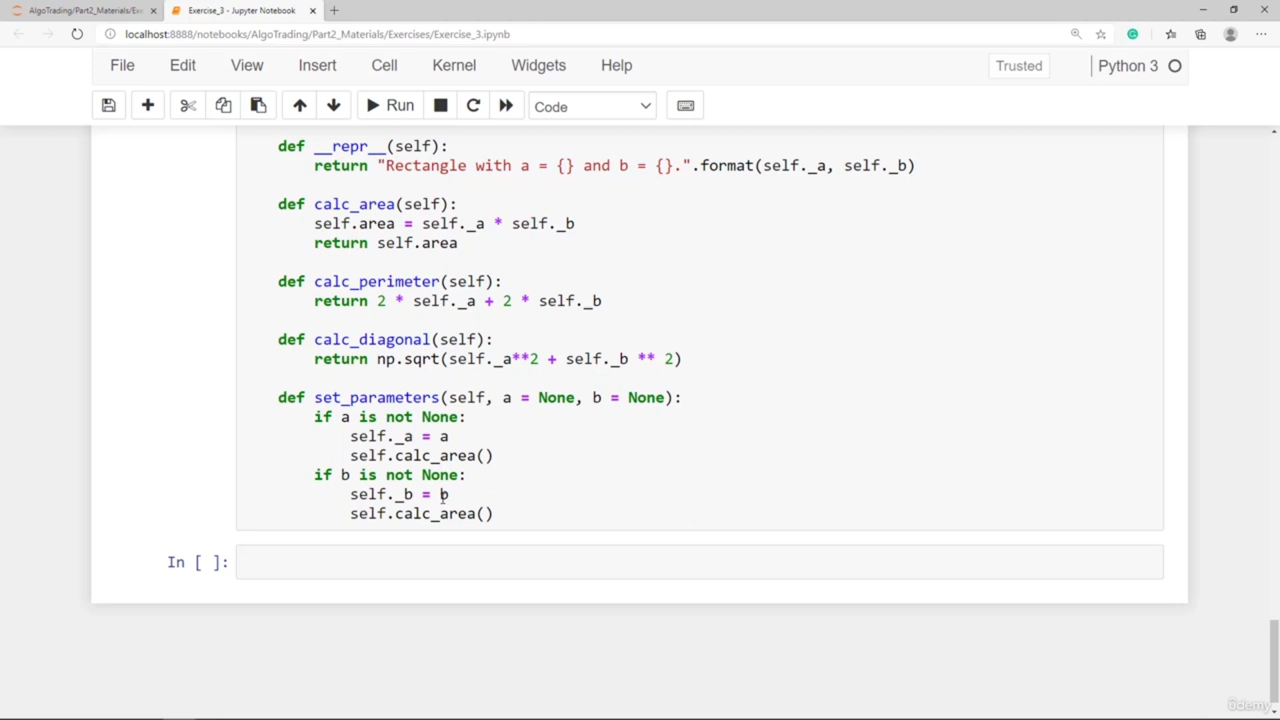 AlgoTrading/Part2_Materials/Exe
Exercise_3 - Jupyter Notebook
localhost:8888/notebooks/AlgoTrading/Part2_Materials/Exercises/Exercise_3.ipynb
File Edit View Insert Cell Kernel Widgets Help Trusted Python 3
Run Code
def __repr__(self):
return "Rectangle with a = {} and b = {}.".format(self._a, self._b)
def calc_area(self):
self.area = self._a * self._b
return self.area
def calc_perimeter(self):
return 2 * self._a + 2 * self._b
def calc_diagonal(self):
return np.sqrt(self._a**2 + self._b ** 2)
def set_parameters(self, a = None, b = None):
if a is not None:
self._a = a
self.calc_area()
if b is not None:
self._b = b
self.calc_area()
In [ ]:
ûdemy